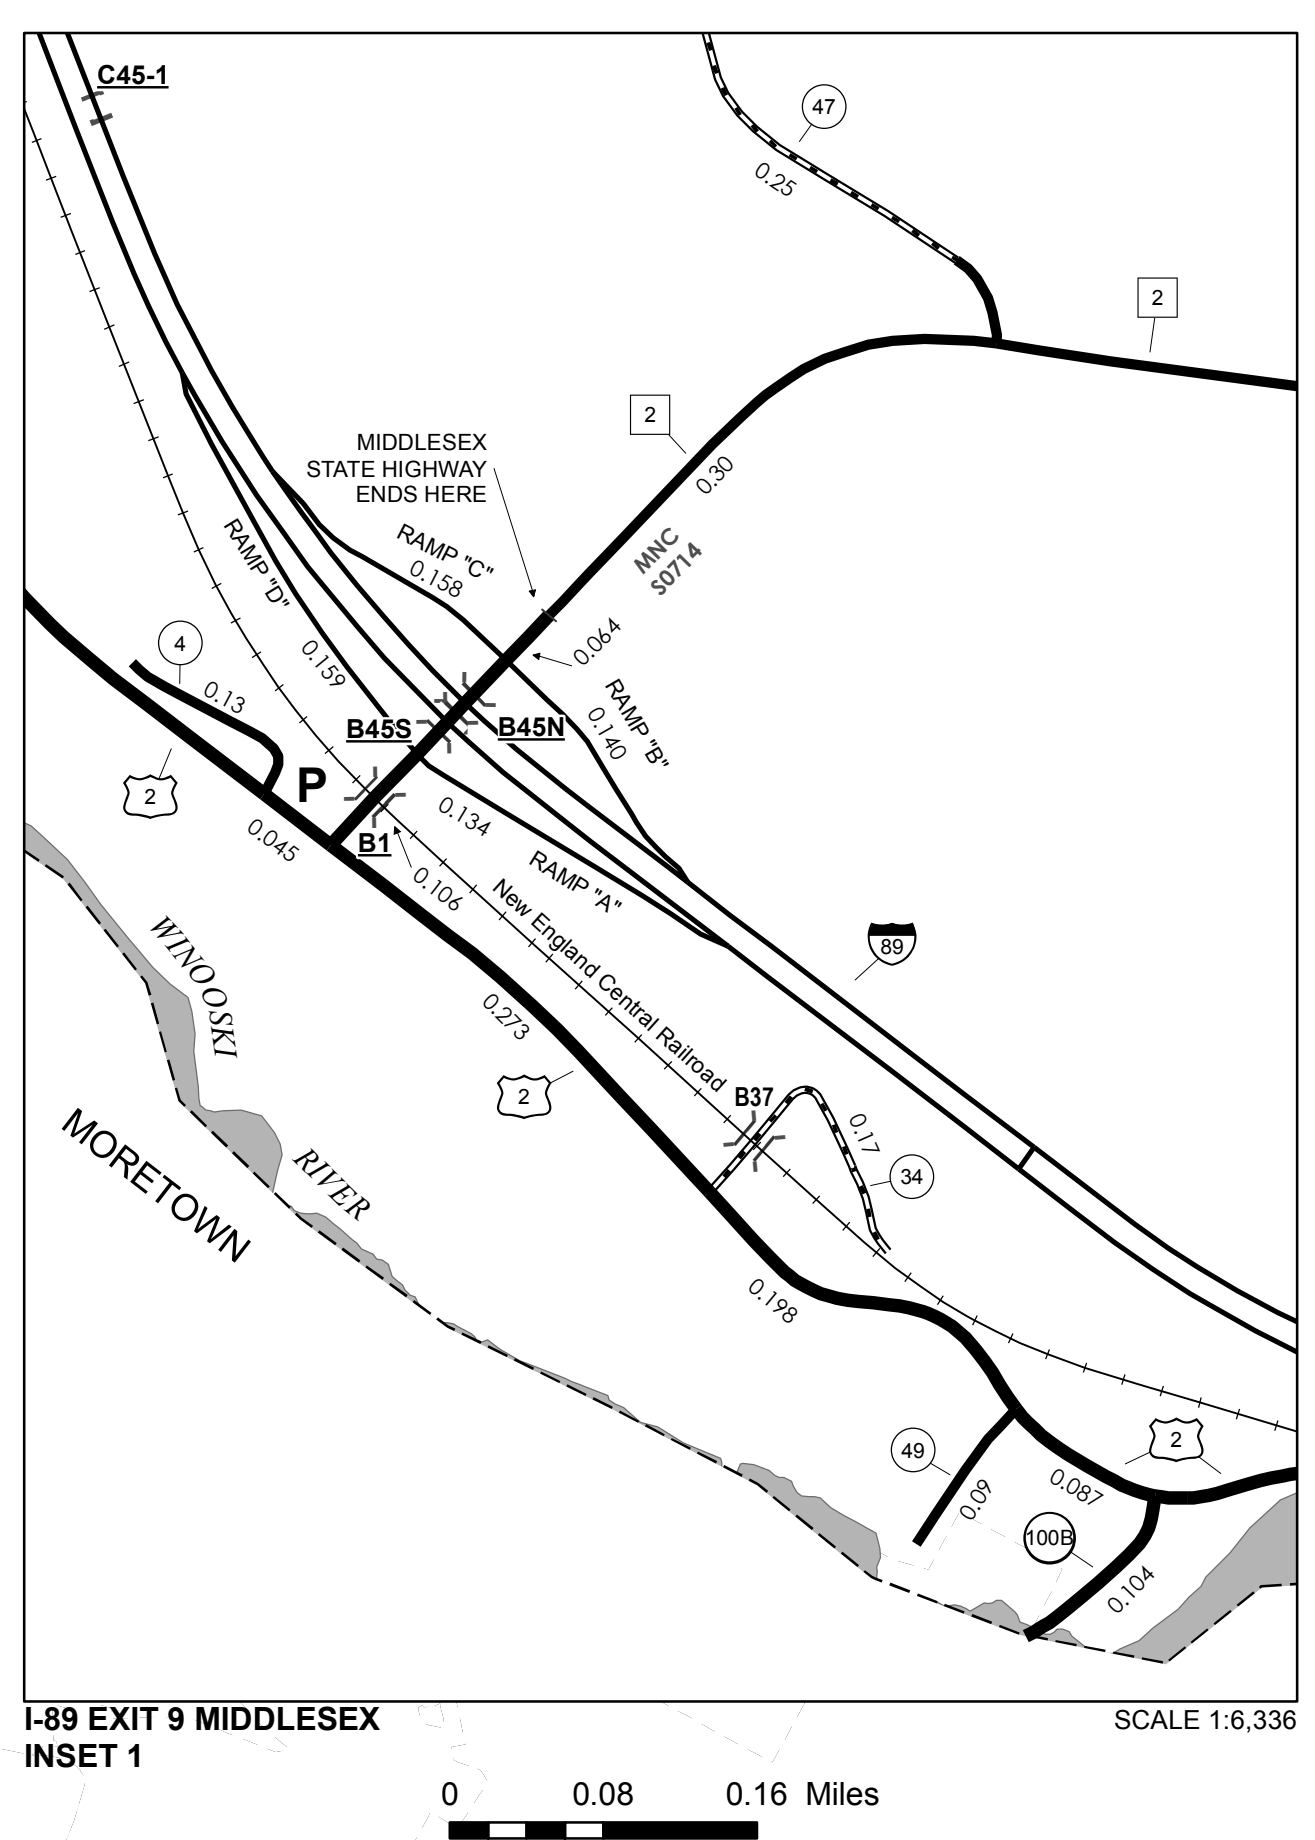 C45-1
47
0.25
2
2
MIDDLESEX
STATE HIGHWAY
ENDS HERE
0.30
MNC
S0714
RAMP "C"
0.158
RAMP "D"
0.159
0.064
4
0.13
RAMP "B"
0.140
B45S
B45N
P
2
0.045
B1
0.134
0.106
RAMP "A"
New England Central Railroad
89
WINOOSKI
RIVER
0.273
2
B37
0.17
34
MORETOWN
0.198
2
49
0.09
0.087
100B
0.104
I-89 EXIT 9 MIDDLESEX
INSET 1
SCALE 1:6,336
0 0.08 0.16 Miles